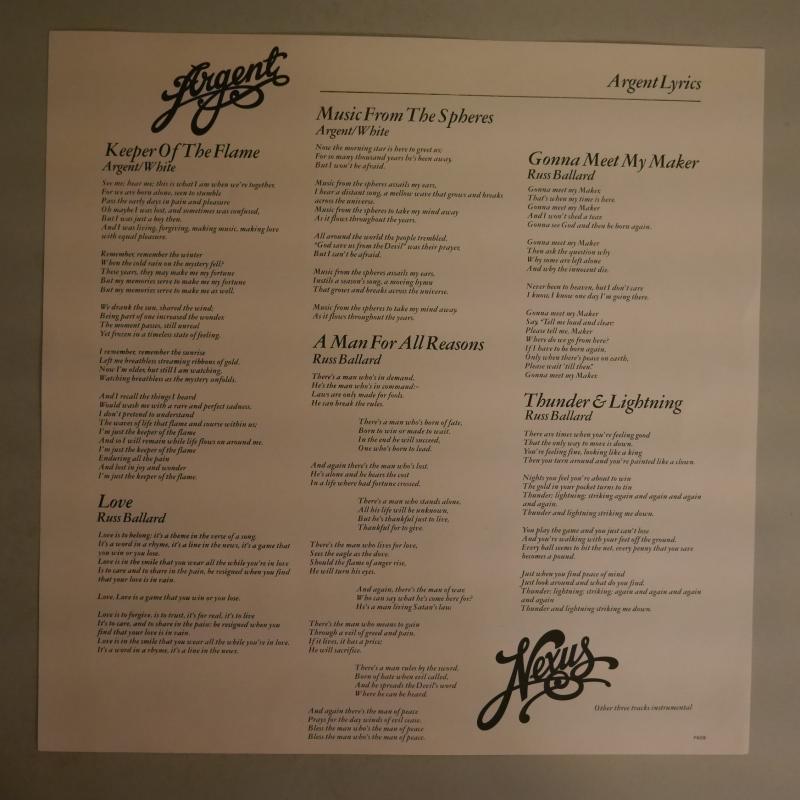 Argent
Argent Lyrics
Keeper Of The Flame
Argent/White
See me; hear me; this is what I am when we're together.
For we are born alone, seen to stumble
Pass the early days in pain and pleasure
Oh maybe I was lost, and sometimes was confused,
But I was just a boy then.
And I was living, forgiving, making music, making love
with equal pleasure.
Remember, remember the winter
When the cold rain on the mystery fell?
These years, they may make me my fortune
But my memories serve to make me my fortune
But my memories serve to make me as well.
We drank the sun, shared the wind,
Being part of one increased the wonder.
The moment passes, still unreal
Yet frozen in a timeless state of feeling.
I remember, remember the sunrise
Left me breathless streaming ribbons of gold.
Now I'm older, but still I am watching,
Watching breathless as the mystery unfolds.
And I recall the things I heard
Would wash me with a rare and perfect sadness.
I don't pretend to understand
The waves of life that flame and course within us;
I'm just the keeper of the flame
And so I will remain while life flows on around me.
I'm just the keeper of the flame
Enduring all the pain
And lost in joy and wonder
I'm just the keeper of the flame.
Love
Russ Ballard
Love is to belong; it's a theme in the verse of a song.
It's a word in a rhyme, it's a line in the news, it's a game that
you win or you lose.
Love is in the smile that you wear all the while you're in love
Is to care and to share in the pain, be resigned when you find
that your love is in vain.
Love, Love is a game that you win or you lose.
Love is to forgive, is to trust, it's for real, it's to live
It's to care, and to share in the pain: be resigned when you
find that your love is in vain.
Love is in the smile that you wear all the while you're in love.
It's a word in a rhyme, it's a line in the news.
Music From The Spheres
Argent/White
Now the morning star is here to greet us;
For so many thousand years he's been away.
But I won't be afraid.
Music from the spheres assails my ears,
I hear a distant song, a mellow wave that grows and breaks
across the universe.
Music from the spheres to take my mind away
As it flows throughout the years.
All around the world the people trembled.
"God save us from the Devil" was their prayer,
But I can't be afraid.
Music from the spheres assails my ears,
Instils a season's song, a moving hymn
That grows and breaks across the universe.
Music from the spheres to take my mind away.
As it flows throughout the years.
A Man For All Reasons
Russ Ballard
There's a man who's in demand.
He's the man who's in command:-
Laws are only made for fools.
He can break the rules.
There's a man who's born of fate,
Born to win or made to wait.
In the end he will succeed,
One who's born to lead.
And again there's the man who's lost.
He's alone and he bears the cost
In a life where bad fortune crossed.
There's a man who stands alone.
All his life will be unknown.
But he's thankful just to live,
Thankful for to give.
There's the man who lives for love,
Sees the eagle as the dove.
Should the flame of anger rise,
He will turn his eyes.
And again, there's the man of war.
Who can say what he's come here for?
He's a man living Satan's law.
There's the man who means to gain
Through a veil of greed and pain.
If it lives, it has a price;
He will sacrifice.
There's a man who rules by the sword.
Born of hate when evil called.
And he spreads the Devil's word
Where he can be heard.
And again there's the man of peace
Prays for the day winds of evil cease.
Bless the man who's the man of peace
Bless the man who's the man of peace.
Gonna Meet My Maker
Russ Ballard
Gonna meet my Maker,
That's when my time is here.
Gonna meet my Maker
And I won't shed a tear
Gonna see God and then be born again.
Gonna meet my Maker
Then ask the question why
Why some are left alone
And why the innocent die.
Never been to heaven, but I don't care
I know, I know one day I'm going there.
Gonna meet my Maker
Say, "Tell me loud and clear:
Please tell me, Maker
Where do we go from here?
If I have to be born again,
Only when there's peace on earth,
Please wait 'till then."
Gonna meet my Maker.
Thunder & Lightning
Russ Ballard
There are times when you're feeling good
That the only way to move is down.
You're feeling fine, looking like a king
Then you turn around and you're painted like a clown.
Nights you feel you're about to win
The gold in your pocket turns to tin
Thunder; lightning; striking again and again and again
and again.
Thunder and lightning striking me down.
You play the game and you just can't lose
And you're walking with your feet off the ground.
Every ball seems to hit the net, every penny that you save
becomes a pound.
Just when you find peace of mind
Just look around and what do you find.
Thunder; lightning; striking; again and again and again
and again
Thunder and lightning striking me down.
Nexus
Other three tracks instrumental